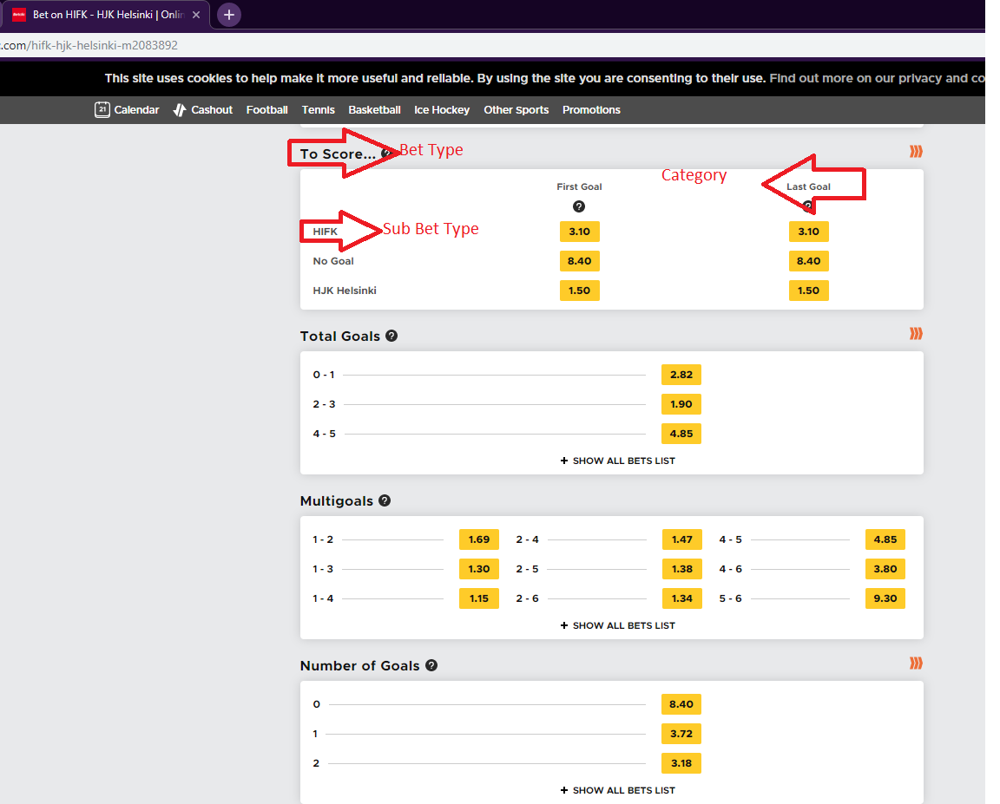 Bet on HIFK - HJK Helsinki | Onlin
.com/hifk-hjk-helsinki-m2083892
This site uses cookies to help make it more useful and reliable. By using the site you are consenting to their use. Find out more on our privacy and co
21 Calendar Cashout Football Tennis Basketball Ice Hockey Other Sports Promotions
To Score... ? Bet Type
Category
First Goal Last Goal
? ?
HIFK Sub Bet Type 3.10 3.10
No Goal 8.40 8.40
HJK Helsinki 1.50 1.50
Total Goals ?
0 - 1 2.82
2 - 3 1.90
4 - 5 4.85
+ SHOW ALL BETS LIST
Multigoals ?
1 - 2 1.69 2 - 4 1.47 4 - 5 4.85
1 - 3 1.30 2 - 5 1.38 4 - 6 3.80
1 - 4 1.15 2 - 6 1.34 5 - 6 9.30
+ SHOW ALL BETS LIST
Number of Goals ?
0 8.40
1 3.72
2 3.18
+ SHOW ALL BETS LIST